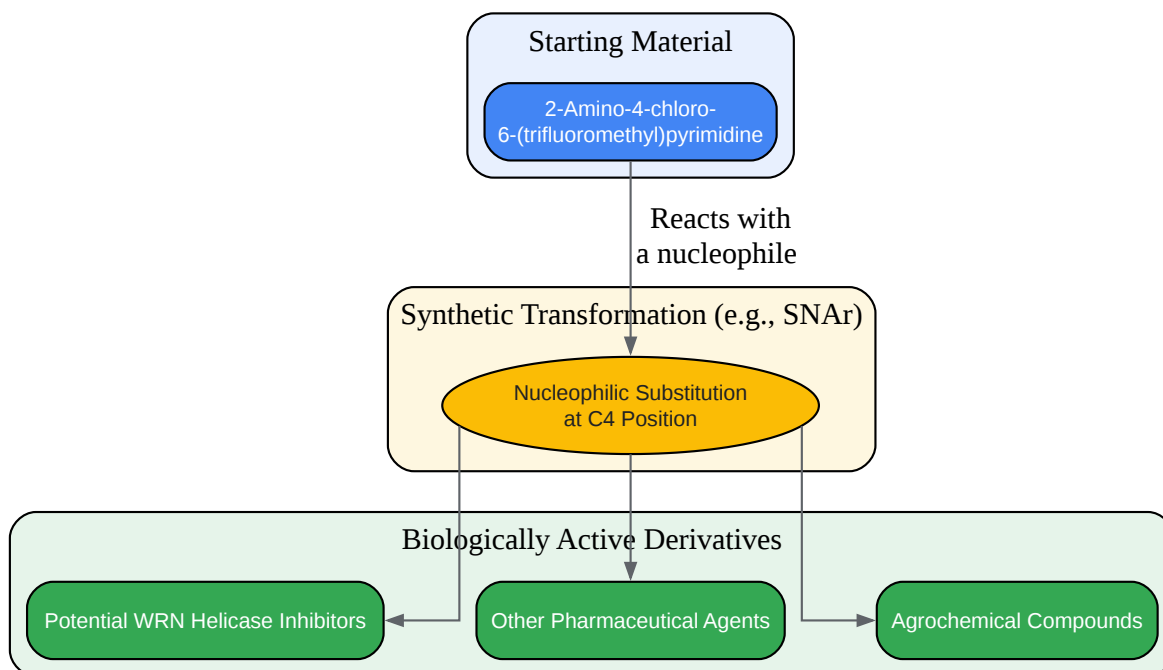 Starting Material
2-Amino-4-chloro-
6-(trifluoromethyl)pyrimidine
Reacts with
a nucleophile
Synthetic Transformation (e.g., SNAr)
Nucleophilic Substitution
at C4 Position
Biologically Active Derivatives
Potential WRN Helicase Inhibitors
Other Pharmaceutical Agents
Agrochemical Compounds